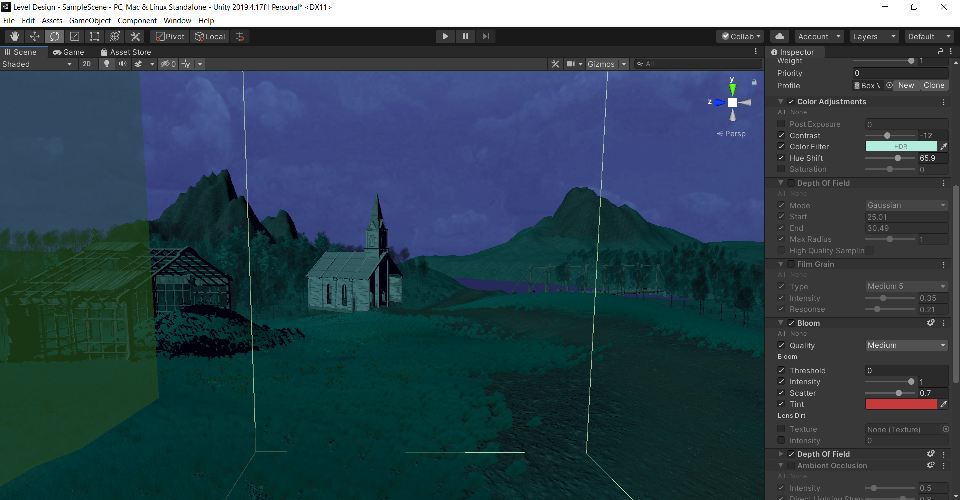 Level Design - SampleScene - PC, Mac & Linux Standalone - Unity 2019.4.17f1 Personal* <DX11>
File Edit Assets GameObject Component Window Help
Pivot Local Collab Account Layers Default
Scene Game Asset Store Inspector
Shaded 2D 0 Gizmos All
Weight 1
Priority 0
Profile Box New Clone
y
z
Persp
Color Adjustments
All None
Post Exposure 0
Contrast -12
Color Filter HDR
Hue Shift 65.9
Saturation 0
Depth Of Field
All None
Mode Gaussian
Start 25.01
End 30.49
Max Radius 1
High Quality Samplin
Film Grain
All None
Type Medium 5
Intensity 0.35
Response 0.21
Bloom
All None
Quality Medium
Bloom
Threshold 0
Intensity 1
Scatter 0.7
Tint
Lens Dirt
Texture None (Texture)
Intensity 0
Depth Of Field
Ambient Occlusion
All None
Intensity 0.5
Direct Lighting Stren